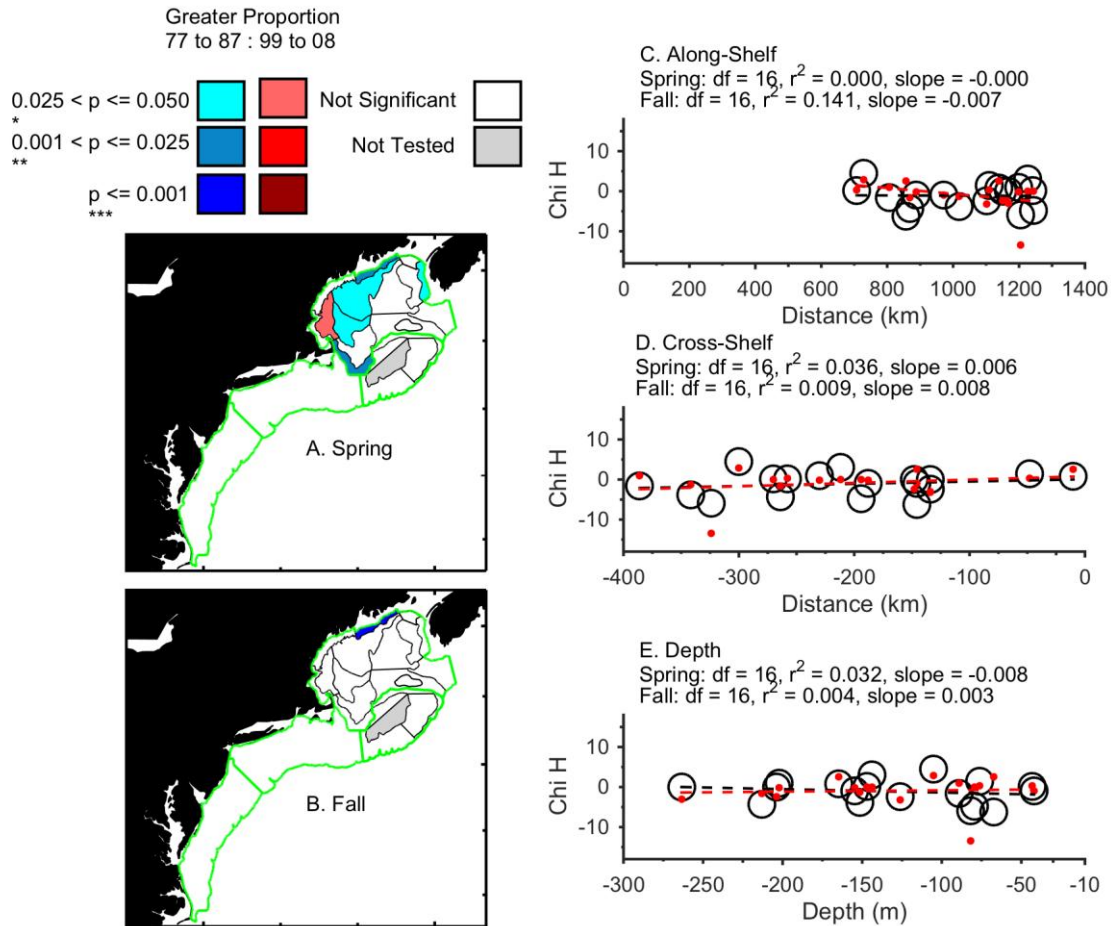 Greater Proportion
77 to 87 : 99 to 08
0.025 < p <= 0.050
*
0.001 < p <= 0.025
**
p <= 0.001
***
Not Significant
Not Tested
A. Spring
B. Fall
C. Along-Shelf
Spring: df = 16, r² = 0.000, slope = -0.000
Fall: df = 16, r² = 0.141, slope = -0.007
Chi H
10
0
-10
0 200 400 600 800 1000 1200 1400
Distance (km)
D. Cross-Shelf
Spring: df = 16, r² = 0.036, slope = 0.006
Fall: df = 16, r² = 0.009, slope = 0.008
Chi H
10
0
-10
-400 -300 -200 -100 0
Distance (km)
E. Depth
Spring: df = 16, r² = 0.032, slope = -0.008
Fall: df = 16, r² = 0.004, slope = 0.003
Chi H
10
0
-10
-300 -250 -200 -150 -100 -50 -10
Depth (m)